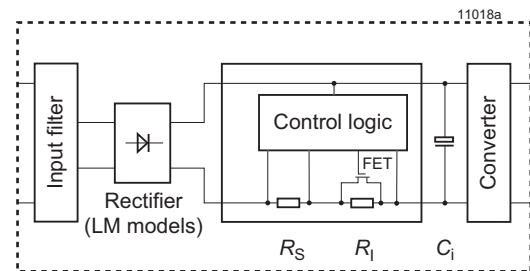 11018a
Input filter
Rectifier
(LM models)
Control logic
FET
Converter
RS
RI
Ci